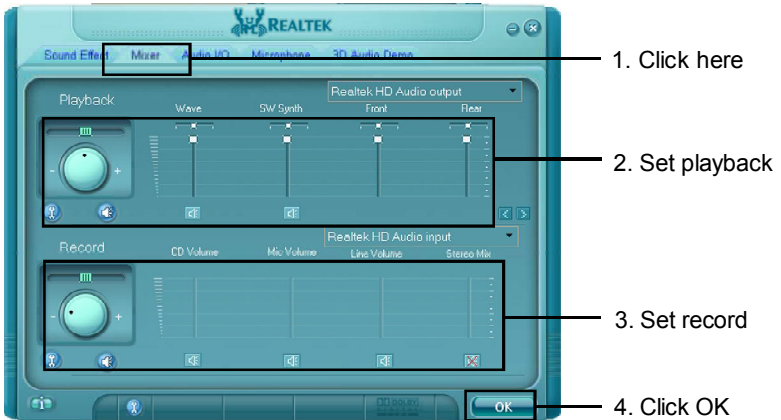 REALTEK
Sound Effect Mixer Audio I/O Microphone 3D Audio Demo
1. Click here
Realtek HD Audio output
Playback
Wave SW Synth Front Rear
2. Set playback
- +
Realtek HD Audio input
Record
CD Volume Mic Volume Line Volume Stereo Mix
- +
3. Set record
DOLBY
OK
4. Click OK